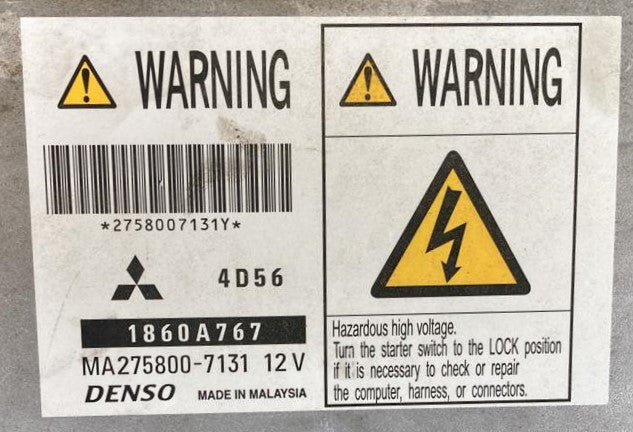 WARNING
*2758007131Y*
4D56
1860A767
MA275800-7131 12V
DENSO MADE IN MALAYSIA
WARNING
Hazardous high voltage.
Turn the starter switch to the LOCK position
if it is necessary to check or repair
the computer, harness, or connectors.